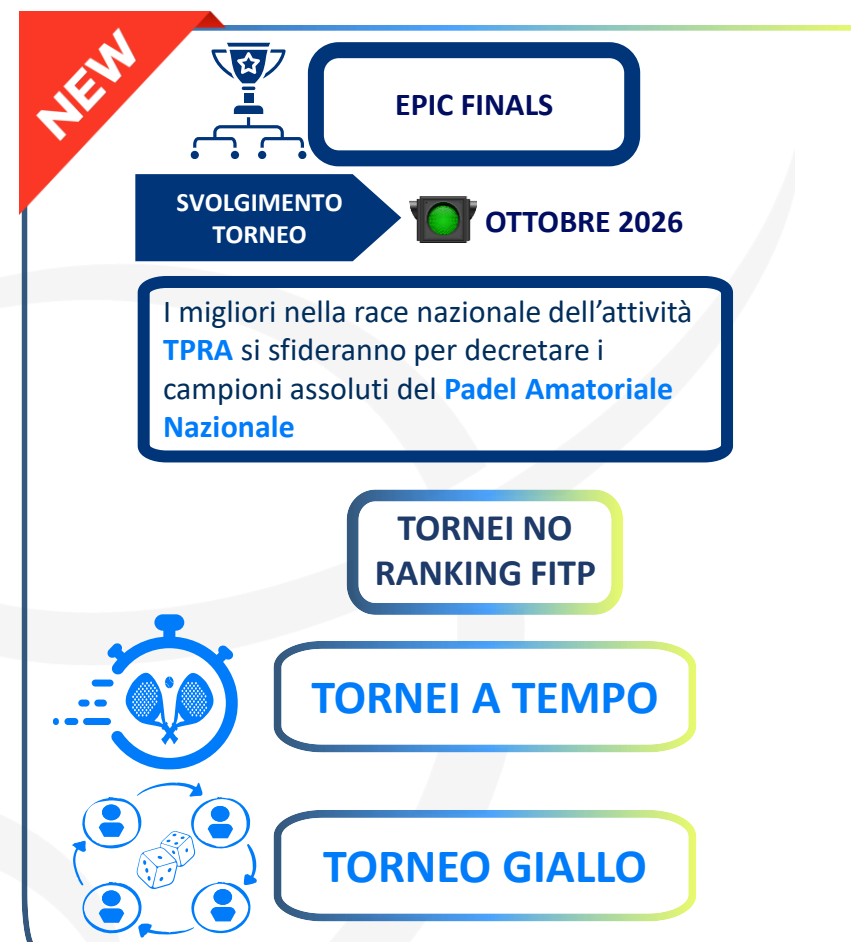 NEW
EPIC FINALS
SVOLGIMENTO
TORNEO
OTTOBRE 2026
I migliori nella race nazionale dell’attività
TPRA si sfideranno per decretare i
campioni assoluti del Padel Amatoriale
Nazionale
TORNEI NO
RANKING FITP
TORNEI A TEMPO
TORNEO GIALLO